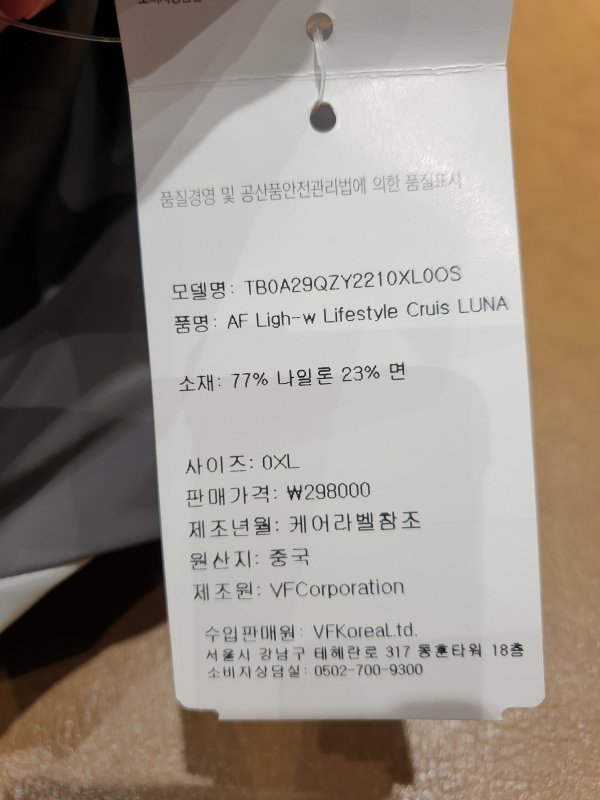 품질경영 및 공산품안전관리법에 의한 품질표시
모델명: TB0A29QZY2210XL0OS
품명: AF Ligh-w Lifestyle Cruis LUNA
소재: 77% 나일론 23% 면
사이즈: 0XL
판매가격: ₩298000
제조년월: 케어라벨참조
원산지: 중국
제조원: VFCorporation
수입판매원: VFKoreaLtd.
서울시 강남구 테헤란로 317 동훈타워 18층
소비자상담실: 0502-700-9300